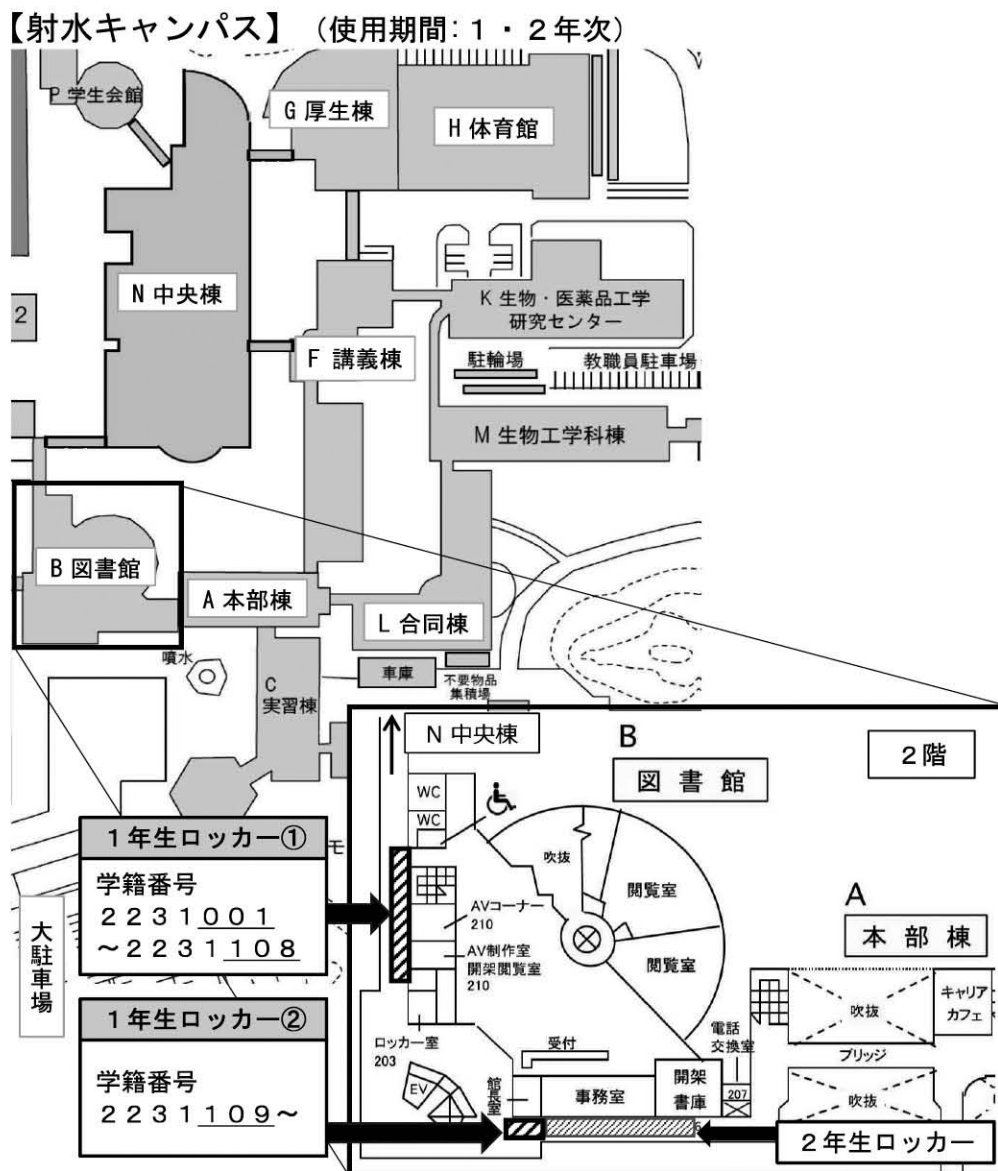 【射水キャンパス】 （使用期間：１・２年次）
P 学生会館
G 厚生棟
H 体育館
N 中央棟
2
K 生物・医薬品工学
研究センター
F 講義棟
駐輪場
教職員駐車場
M 生物工学科棟
B 図書館
A 本部棟
L 合同棟
噴水
C
実習棟
車庫
不要物品
集積場
モ
大駐車場
１年生ロッカー①
学籍番号
２２３１００１
～２２３１１０８
１年生ロッカー②
学籍番号
２２３１１０９～
N 中央棟
B
図書館
２階
WC
WC
吹抜
閲覧室
閲覧室
AVコーナー
210
AV制作室
開架閲覧室
210
A
本部棟
ロッカー室
203
EV
受付
館長室
事務室
開架
書庫
電話
交換室
207
吹抜
キャリア
カフェ
ブリッジ
吹抜
２年生ロッカー